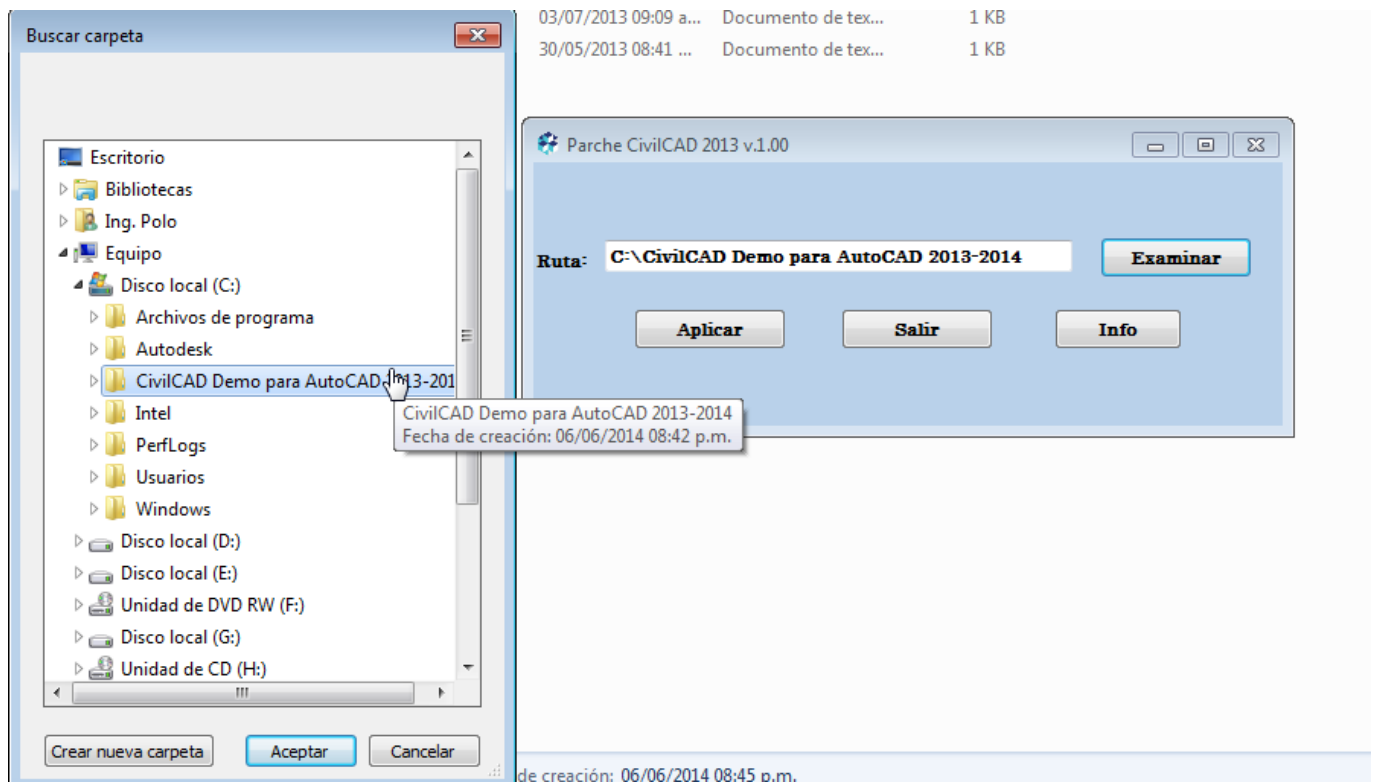 03/07/2013 09:09 a... Documento de tex... 1 KB
30/05/2013 08:41 ... Documento de tex... 1 KB
Buscar carpeta
Escritorio
Bibliotecas
Ing. Polo
Equipo
Disco local (C:)
Archivos de programa
Autodesk
CivilCAD Demo para AutoCAD 2013-201
Intel
PerfLogs
Usuarios
Windows
Disco local (D:)
Disco local (E:)
Unidad de DVD RW (F:)
Disco local (G:)
Unidad de CD (H:)
Crear nueva carpeta Aceptar Cancelar
CivilCAD Demo para AutoCAD 2013-2014
Fecha de creación: 06/06/2014 08:42 p.m.
Parche CivilCAD 2013 v.1.00
Ruta: C:\CivilCAD Demo para AutoCAD 2013-2014 Examinar
Aplicar Salir Info
de creación: 06/06/2014 08:45 p.m.